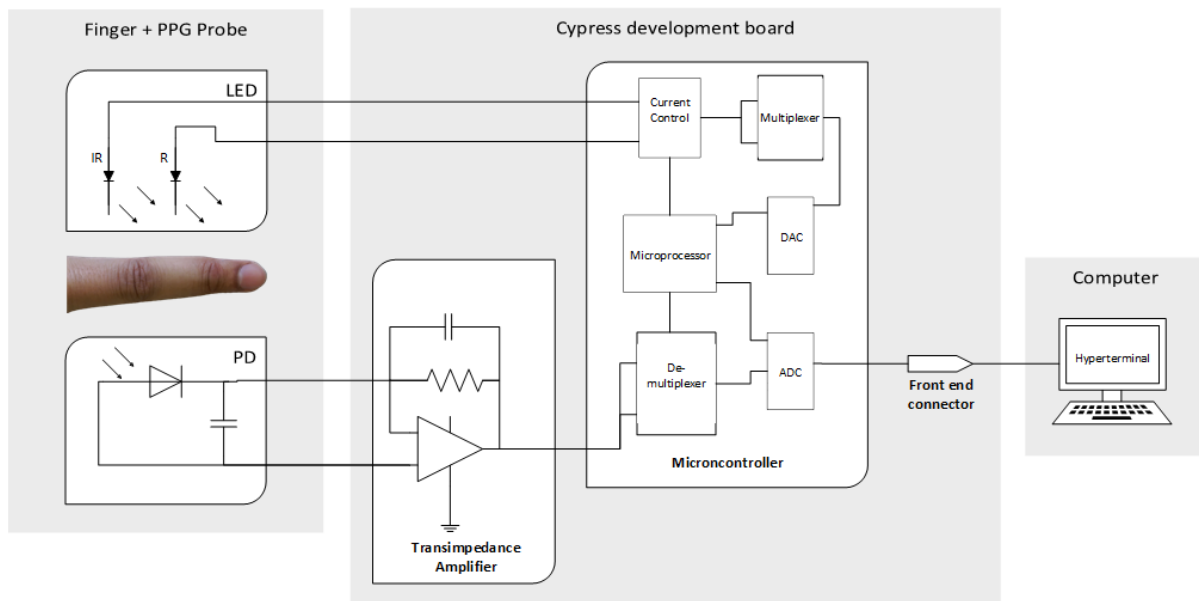 Finger + PPG Probe
LED
IR
R
PD
Cypress development board
Current
Control
Multiplexer
Microprocessor
DAC
De-
multiplexer
ADC
Microncontroller
Transimpedance
Amplifier
Front end
connector
Computer
Hyperterminal